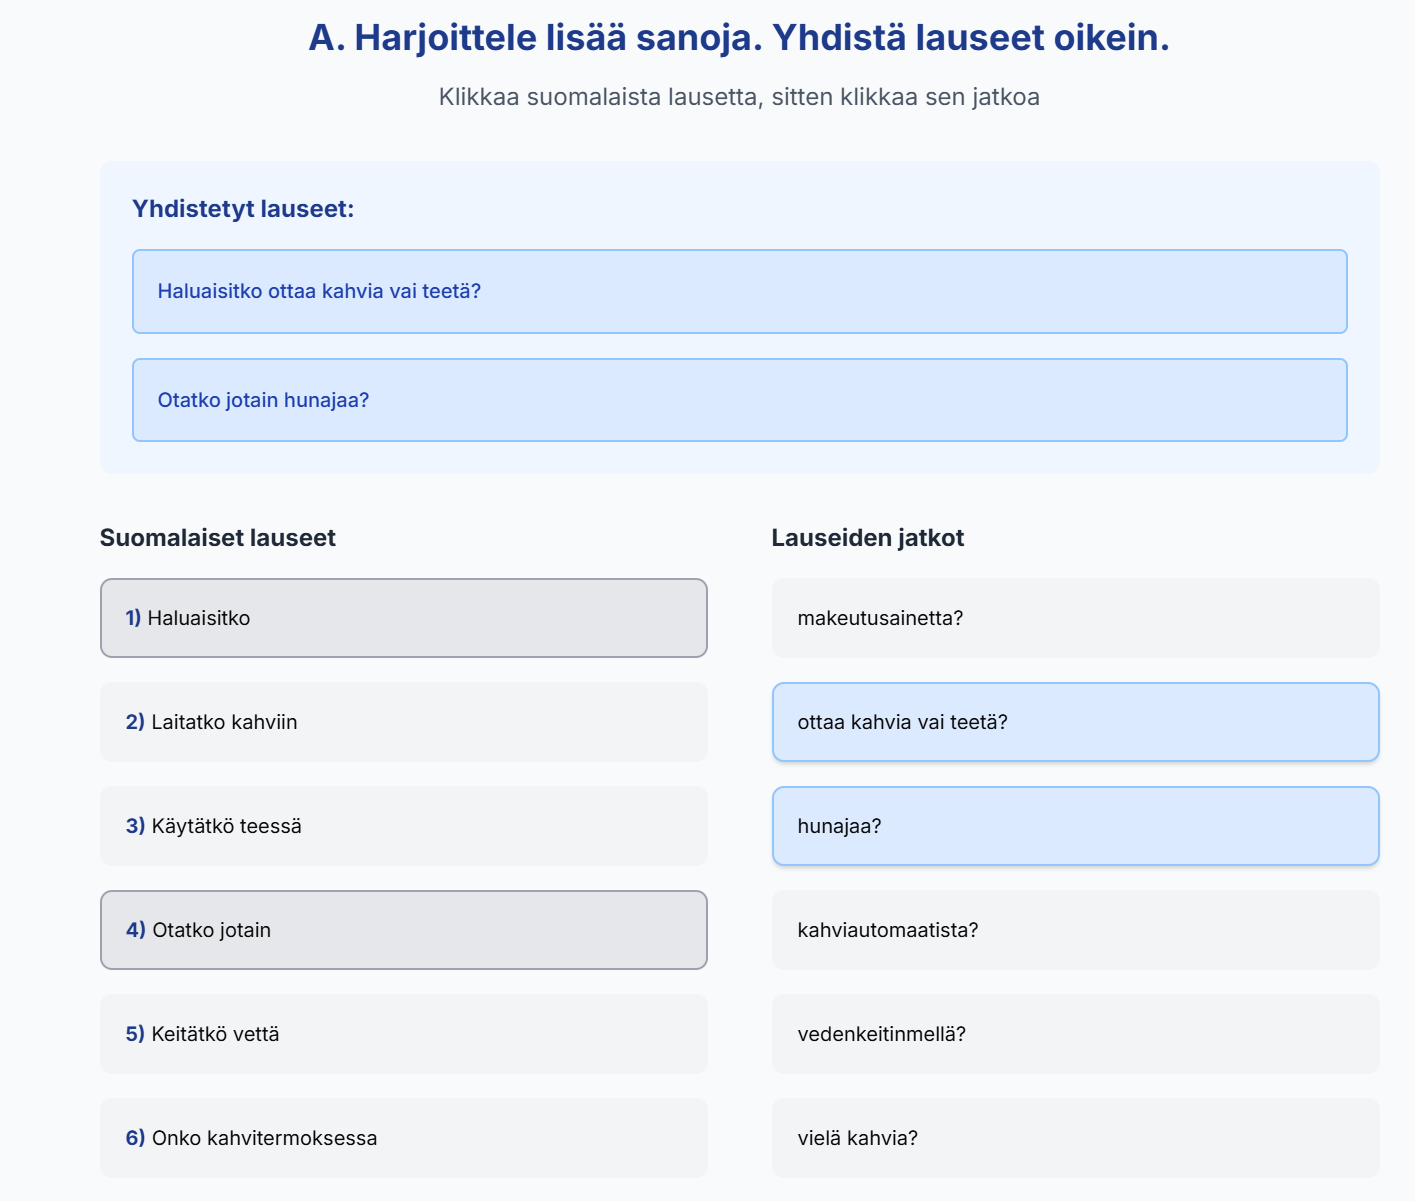 A. Harjoittele lisää sanoja. Yhdistä lauseet oikein.
Klikkaa suomalaista lausetta, sitten klikkaa sen jatkoa
Yhdistetyt lauseet:
Haluaisitko ottaa kahvia vai teetä?
Otatko jotain hunajaa?
Suomalaiset lauseet
1) Haluaisitko
2) Laitatko kahviin
3) Käytätkö teessä
4) Otatko jotain
5) Keitätkö vettä
6) Onko kahvitermoksessa
Lauseiden jatkot
makeutusainetta?
ottaa kahvia vai teetä?
hunajaa?
kahviautomaatista?
vedenkeitinmellä?
vielä kahvia?